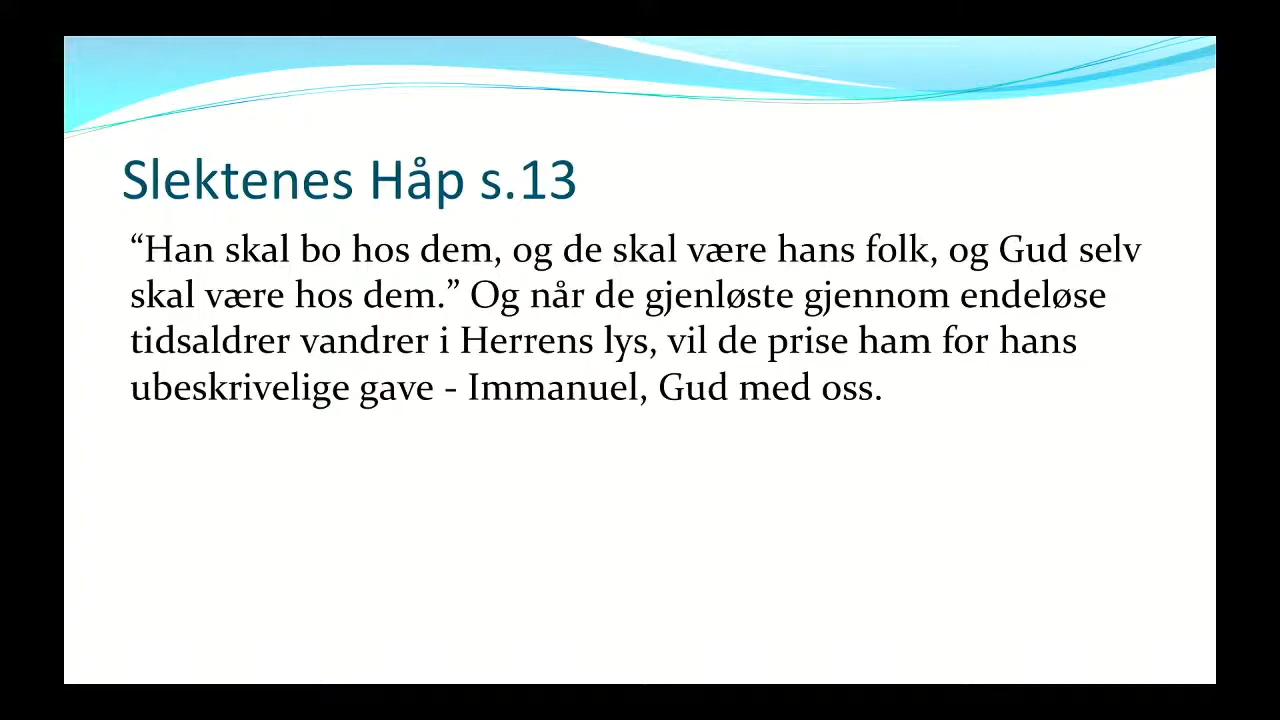 Slektenes Håp s.13
“Han skal bo hos dem, og de skal være hans folk, og Gud selv
skal være hos dem.” Og når de gjenløste gjennom endeløse
tidsaldrer vandrer i Herrens lys, vil de prise ham for hans
ubeskrivelige gave - Immanuel, Gud med oss.